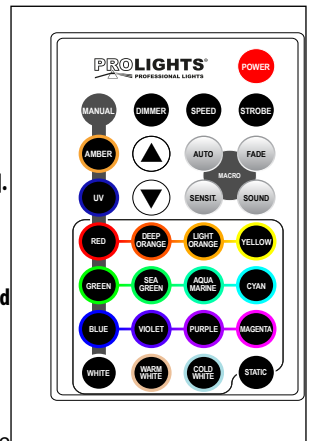 PROLIGHTS®
PROFESSIONAL LIGHTS
POWER
MANUAL DIMMER SPEED STROBE
AMBER AUTO FADE
MACRO
UV SENSIT. SOUND
RED DEEP ORANGE LIGHT ORANGE YELLOW
GREEN SEA GREEN AQUA MARINE CYAN
BLUE VIOLET PURPLE MAGENTA
WHITE WARM WHITE COLD WHITE STATIC